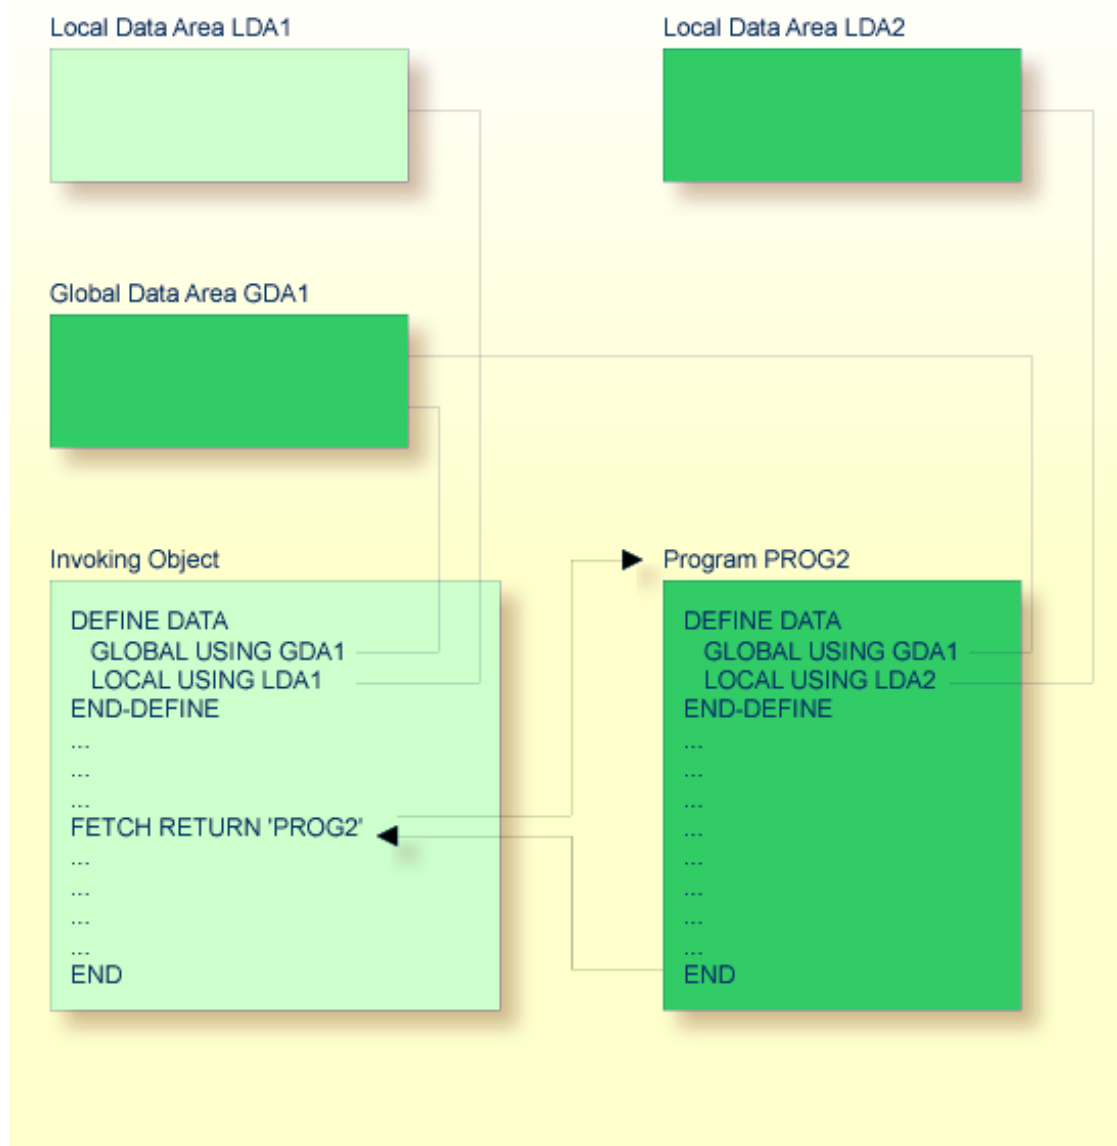 Local Data Area LDA1
Local Data Area LDA2
Global Data Area GDA1
Invoking Object
DEFINE DATA
GLOBAL USING GDA1
LOCAL USING LDA1
END-DEFINE
...
...
...
FETCH RETURN 'PROG2'
...
...
...
...
END
Program PROG2
DEFINE DATA
GLOBAL USING GDA1
LOCAL USING LDA2
END-DEFINE
...
...
...
...
...
...
...
...
END